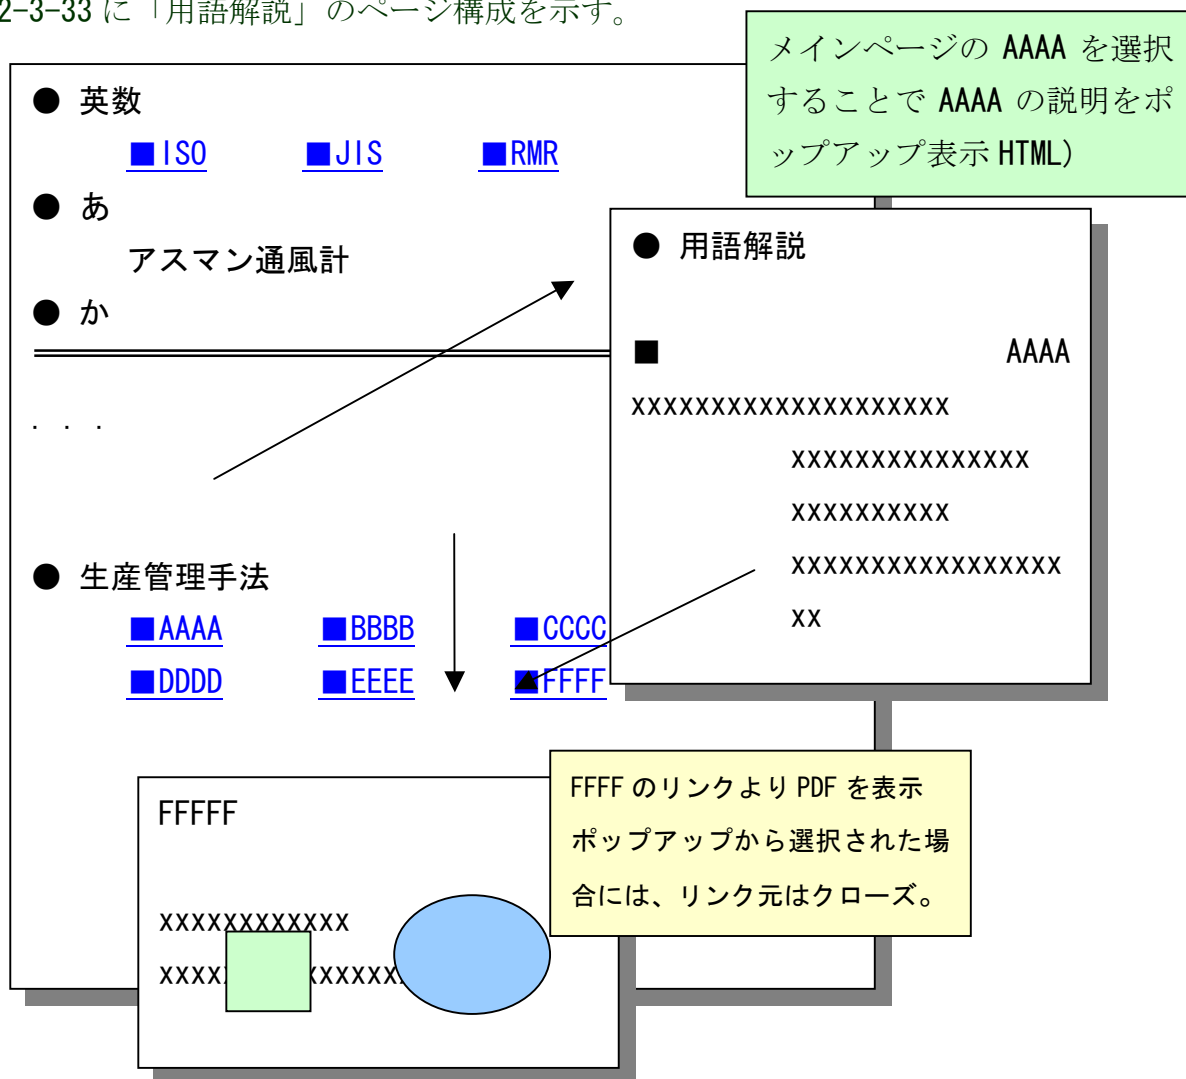 2-3-33 に「用語解説」のページ構成を示す。
メインページの AAAA を選択
することで AAAA の説明をポ
ップアップ表示 HTML)
● 英数
■ISO ■JIS ■RMR
● あ
アスマン通風計
● か
. . .
● 生産管理手法
■AAAA ■BBBB ■CCCC
■DDDD ■EEEE ■FFFF
● 用語解説
■ AAAA
xxxxxxxxxxxxxxxxxxxx
xxxxxxxxxxxxxxx
xxxxxxxxxx
xxxxxxxxxxxxxxxxx
xx
FFFF のリンクより PDF を表示
ポップアップから選択された場
合には、リンク元はクローズ。
FFFFF
xxxxxxxxxxxx